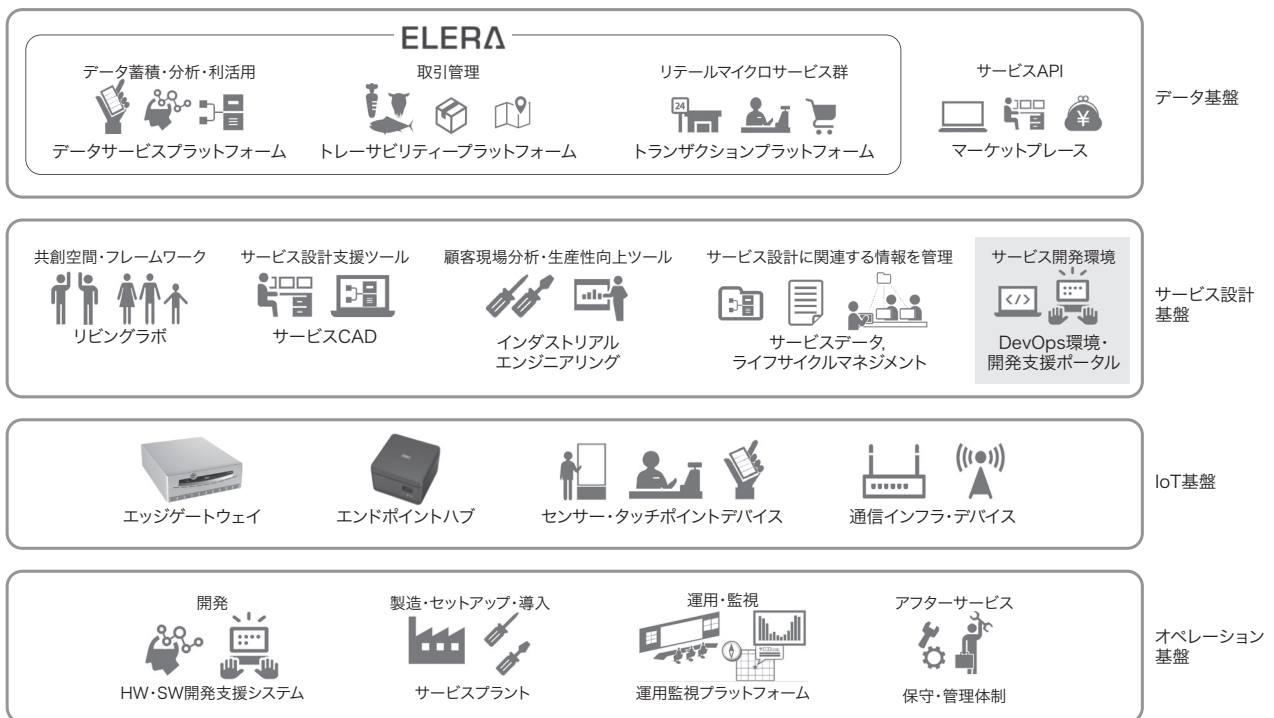 ELERA
データ蓄積・分析・利活用
データサービスプラットフォーム
取引管理
トレーサビリティープラットフォーム
リテールマイクロサービス群
24
トランザクションプラットフォーム
サービスAPI
¥
マーケットプレース
データ基盤
共創空間・フレームワーク
リビングラボ
サービス設計支援ツール
サービスCAD
顧客現場分析・生産性向上ツール
インダストリアル
エンジニアリング
サービス設計に関連する情報を管理
サービスデータ,
ライフサイクルマネジメント
サービス開発環境
</>
DevOps環境・
開発支援ポータル
サービス設計
基盤
エッジゲートウェイ
エンドポイントハブ
センサー・タッチポイントデバイス
通信インフラ・デバイス
IoT基盤
開発
HW・SW開発支援システム
製造・セットアップ・導入
サービスプラント
運用・監視
運用監視プラットフォーム
アフターサービス
保守・管理体制
オペレーション
基盤